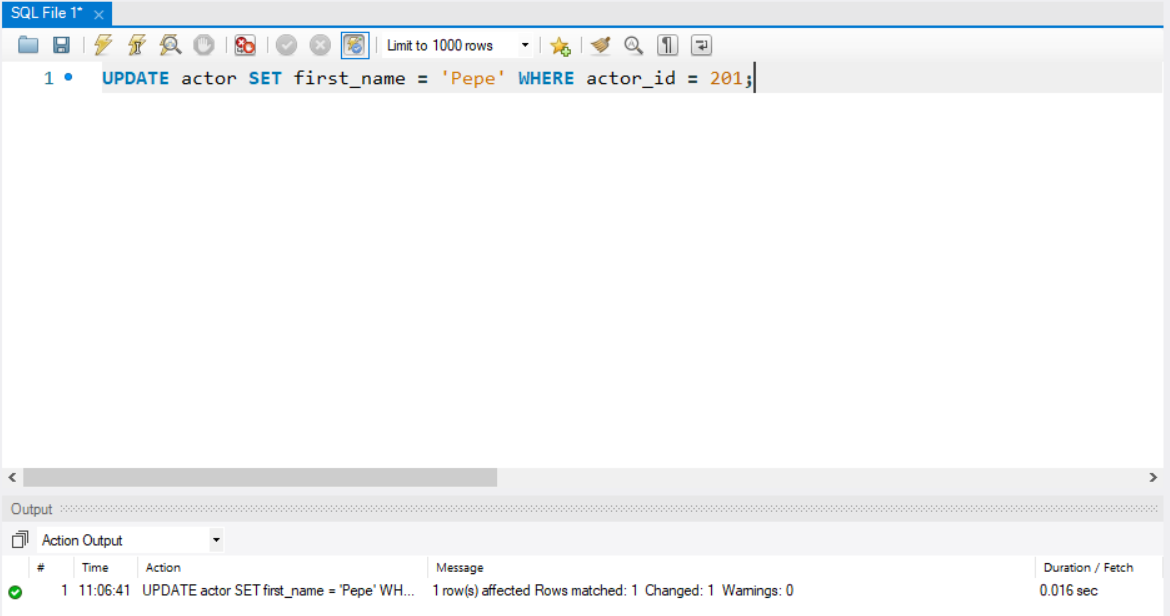 SQL File 1*
Limit to 1000 rows
1 UPDATE actor SET first_name = 'Pepe' WHERE actor_id = 201;
Output
Action Output
# Time Action Message Duration / Fetch
1 11:06:41 UPDATE actor SET first_name = 'Pepe' WH... 1 row(s) affected Rows matched: 1 Changed: 1 Warnings: 0 0.016 sec